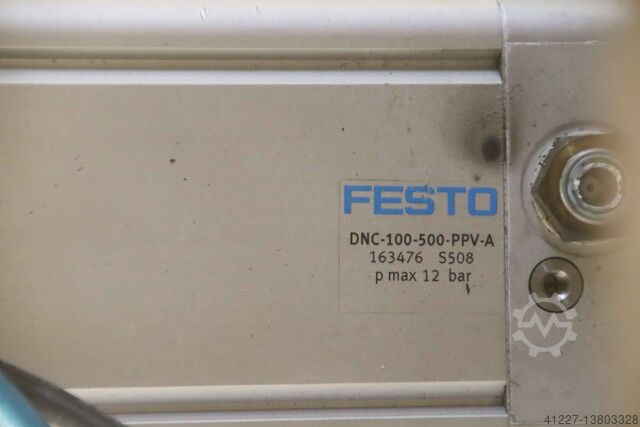 FESTO
DNC-100-500-PPV-A
163476 S508
p max 12 bar
41227-13803328